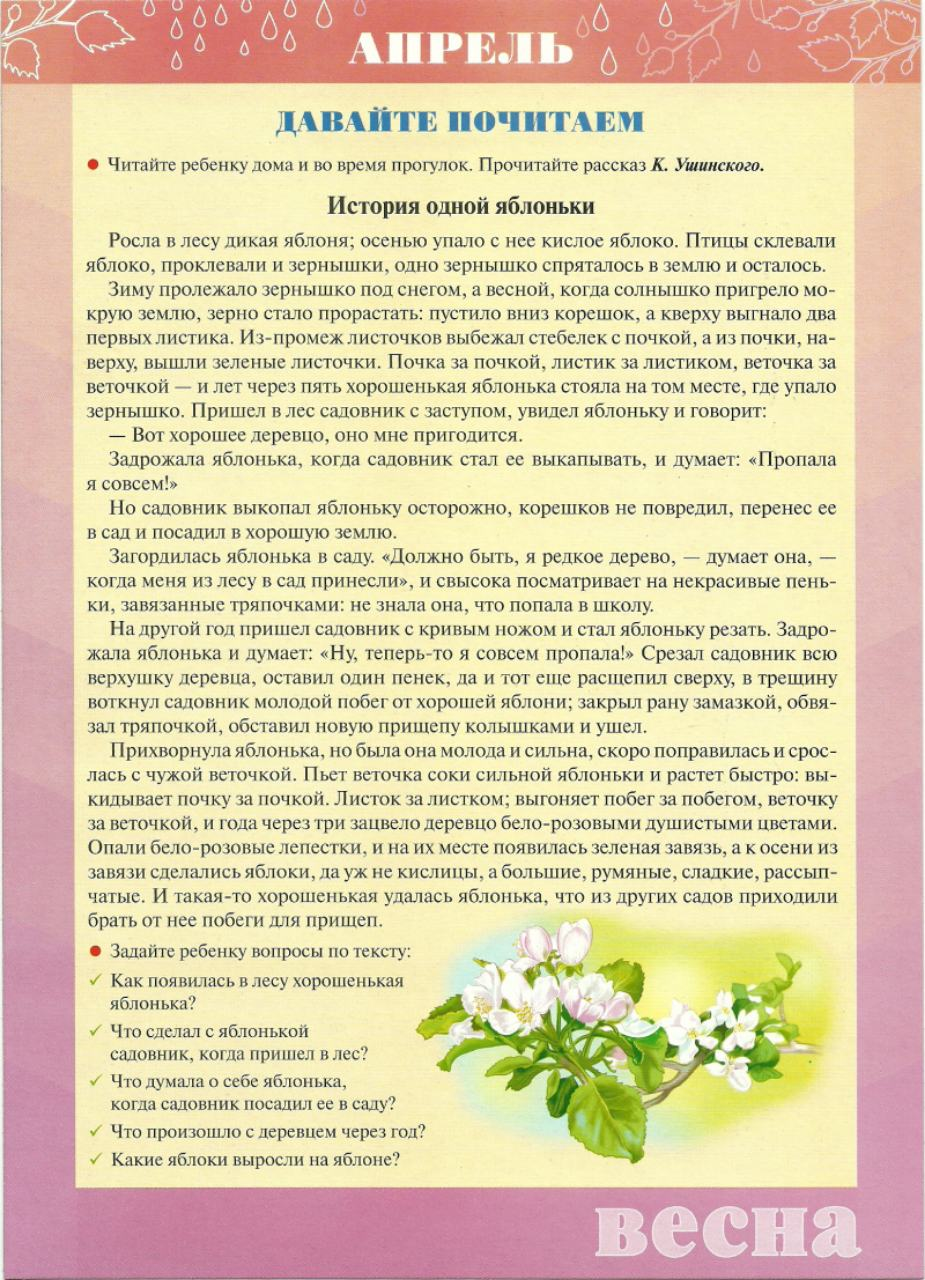 АПРЕЛЬ
ДАВАЙТЕ ПОЧИТАЕМ
● Читайте ребенку дома и во время прогулок. Прочитайте рассказ К. Ушинского.
История одной яблоньки
Росла в лесу дикая яблоня; осенью упало с нее кислое яблоко. Птицы склевали
яблоко, проклевали и зернышки, одно зернышко спряталось в землю и осталось.
Зиму пролежало зернышко под снегом, а весной, когда солнышко пригрело мо-
крую землю, зерно стало прорастать: пустило вниз корешок, а кверху выгнало два
первых листика. Из-промеж листочков выбежал стебелек с почкой, а из почки, на-
верху, вышли зеленые листочки. Почка за почкой, листик за листиком, веточка за
веточкой — и лет через пять хорошенькая яблонька стояла на том месте, где упало
зернышко. Пришел в лес садовник с заступом, увидел яблоньку и говорит:
— Вот хорошее деревцо, оно мне пригодится.
Задрожала яблонька, когда садовник стал ее выкапывать, и думает: «Пропала
я совсем!»
Но садовник выкопал яблоньку осторожно, корешков не повредил, перенес ее
в сад и посадил в хорошую землю.
Загордилась яблонька в саду. «Должно быть, я редкое дерево, — думает она, —
когда меня из лесу в сад принесли», и свысока посматривает на некрасивые пень-
ки, завязанные тряпочками: не знала она, что попала в школу.
На другой год пришел садовник с кривым ножом и стал яблоньку резать. Задро-
жала яблонька и думает: «Ну, теперь-то я совсем пропала!» Срезал садовник всю
верхушку деревца, оставил один пенек, да и тот еще расщепил сверху, в трещину
воткнул садовник молодой побег от хорошей яблони; закрыл рану замазкой, обвя-
зал тряпочкой, обставил новую прищепу колышками и ушел.
Прихворнула яблонька, но была она молода и сильна, скоро поправилась и срос-
лась с чужой веточкой. Пьет веточка соки сильной яблоньки и растет быстро: вы-
кидывает почку за почкой. Листок за листком; выгоняет побег за побегом, веточку
за веточкой, и года через три зацвело деревцо бело-розовыми душистыми цветами.
Опали бело-розовые лепестки, и на их месте появилась зеленая завязь, а к осени из
завязи сделались яблоки, да уж не кислицы, а большие, румяные, сладкие, рассып-
чатые. И такая-то хорошенькая удалась яблонька, что из других садов приходили
брать от нее побеги для прищеп.
● Задайте ребенку вопросы по тексту:
✓ Как появилась в лесу хорошенькая
яблонька?
✓ Что сделал с яблонькой
садовник, когда пришел в лес?
✓ Что думала о себе яблонька,
когда садовник посадил ее в саду?
✓ Что произошло с деревцем через год?
✓ Какие яблоки выросли на яблоне?
весна